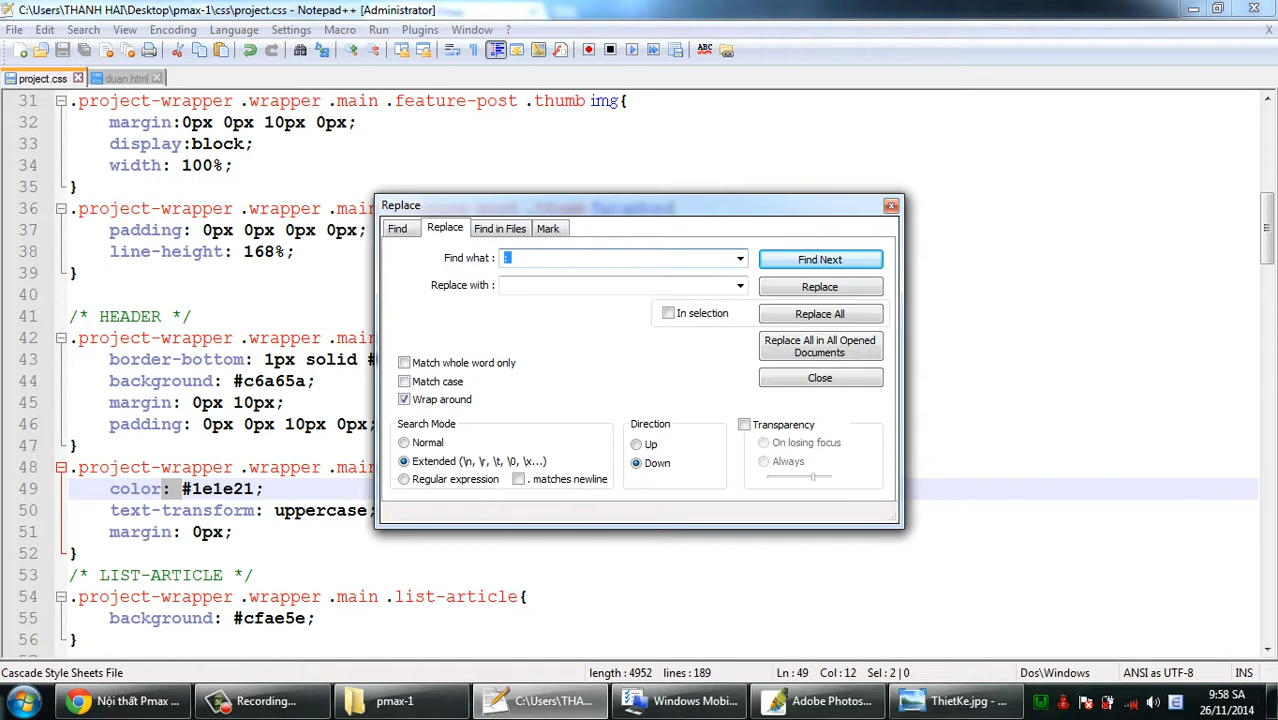 C:\Users\THANH HAI\Desktop\pmax-1\css\project.css - Notepad++ [Administrator]
File Edit Search View Encoding Language Settings Macro Run Plugins Window ? X
project.css duan.html
31 .project-wrapper .wrapper .main .feature-post .thumb img{
32 margin:0px 0px 10px 0px;
33 display:block;
34 width: 100%;
35 }
36 .project-wrapper .wrapper .mai
37 padding: 0px 0px 0px 0px;
38 line-height: 168%;
39 }
40
41 /* HEADER */
42 .project-wrapper .wrapper .mai
43 border-bottom: 1px solid #
44 background: #c6a65a;
45 margin: 0px 10px;
46 padding: 0px 0px 10px 0px;
47 }
48 .project-wrapper .wrapper .mai
49 color: #1e1e21;
50 text-transform: uppercase;
51 margin: 0px;
52 }
53 /* LIST-ARTICLE */
54 .project-wrapper .wrapper .main .list-article{
55 background: #cfae5e;
56 }
Replace
Find Replace Find in Files Mark
Find what : : Find Next
Replace with : Replace
In selection Replace All
Replace All in All Opened
Documents
Match whole word only
Match case Close
Wrap around
Search Mode Direction Transparency
Normal Up On losing focus
Extended (\n, \r, \t, \0, \x...) Down Always
Regular expression . matches newline
Cascade Style Sheets File length : 4952 lines : 189 Ln : 49 Col : 12 Sel : 2 | 0 Dos\Windows ANSI as UTF-8 INS
Nội thất Pmax ... Recording... pmax-1 C:\Users\THA... Windows Mobi... Adobe Photos... ThietKe.jpg - ... 9:58 SA
26/11/2014